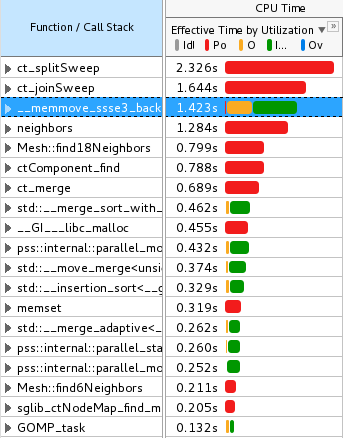 Function / Call Stack
CPU Time
Effective Time by Utilization
Idl Po O I... Ov
ct_splitSweep 2.326s
ct_joinSweep 1.644s
__memmove_ssse3_back 1.423s
neighbors 1.284s
Mesh::find18Neighbors 0.799s
ctComponent_find 0.788s
ct_merge 0.689s
std::__merge_sort_with_ 0.462s
__GI___libc_malloc 0.455s
pss::internal::parallel_mo 0.432s
std::__move_merge<unsi 0.374s
std::__insertion_sort<__g 0.329s
memset 0.319s
std::__merge_adaptive<_ 0.262s
pss::internal::parallel_sta 0.260s
pss::internal::parallel_mo 0.252s
Mesh::find6Neighbors 0.211s
sglib_ctNodeMap_find_m 0.205s
GOMP_task 0.132s